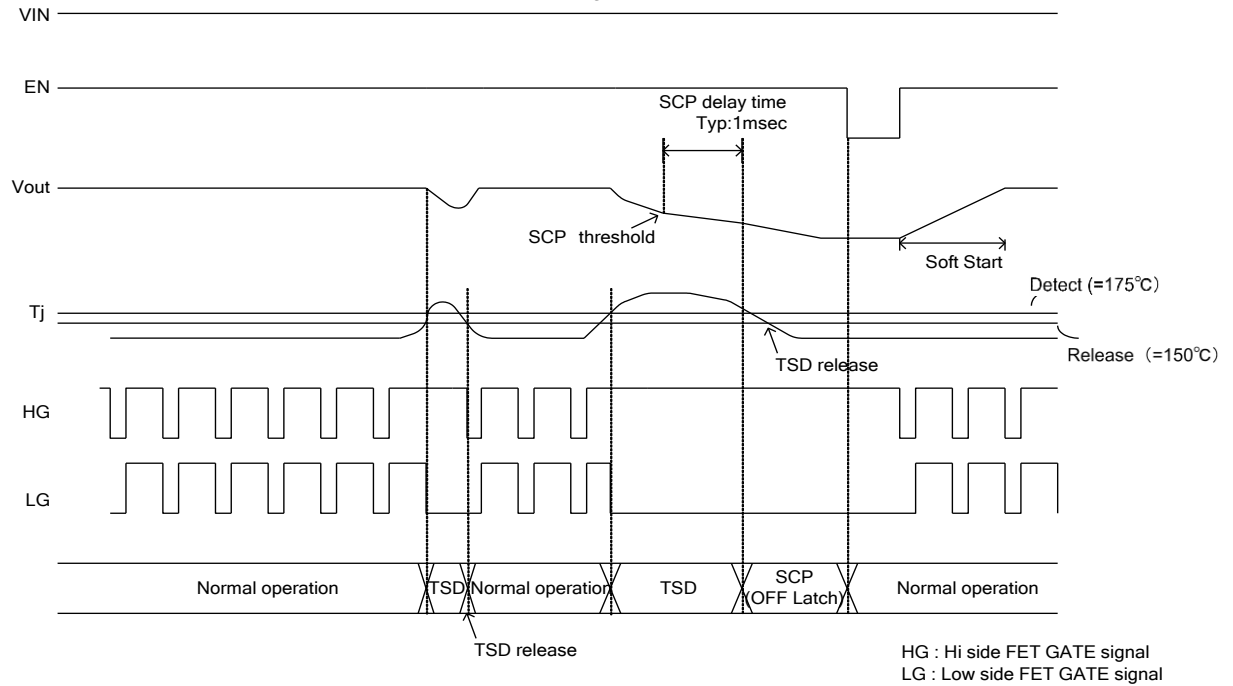 VIN
EN
SCP delay time
Typ:1msec
Vout
SCP threshold
Soft Start
Detect (=175℃)
Tj
Release (=150℃)
TSD release
HG
LG
Normal operation
TSD
Normal operation
TSD
SCP
(OFF Latch)
Normal operation
TSD release
HG : Hi side FET GATE signal
LG : Low side FET GATE signal